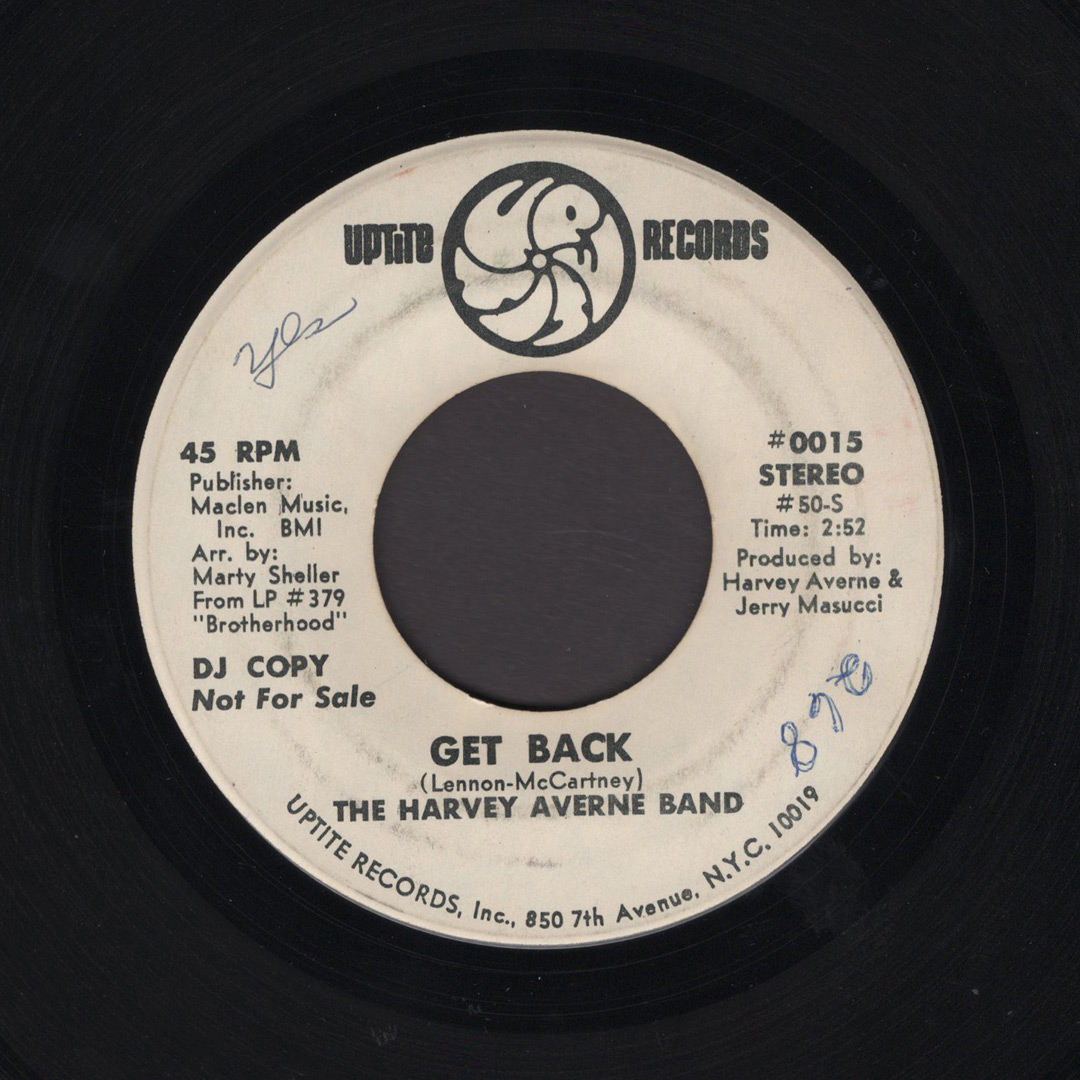 UPTITE RECORDS
yes
45 RPM
Publisher:
Maclen Music,
Inc. BMI
Arr. by:
Marty Sheller
From LP #379
"Brotherhood"
DJ COPY
Not For Sale
#0015
STEREO
#50-S
Time: 2:52
Produced by:
Harvey Averne &
Jerry Masucci
GET BACK
(Lennon-McCartney)
THE HARVEY AVERNE BAND
UPTITE RECORDS, Inc., 850 7th Avenue, N.Y.C. 10019